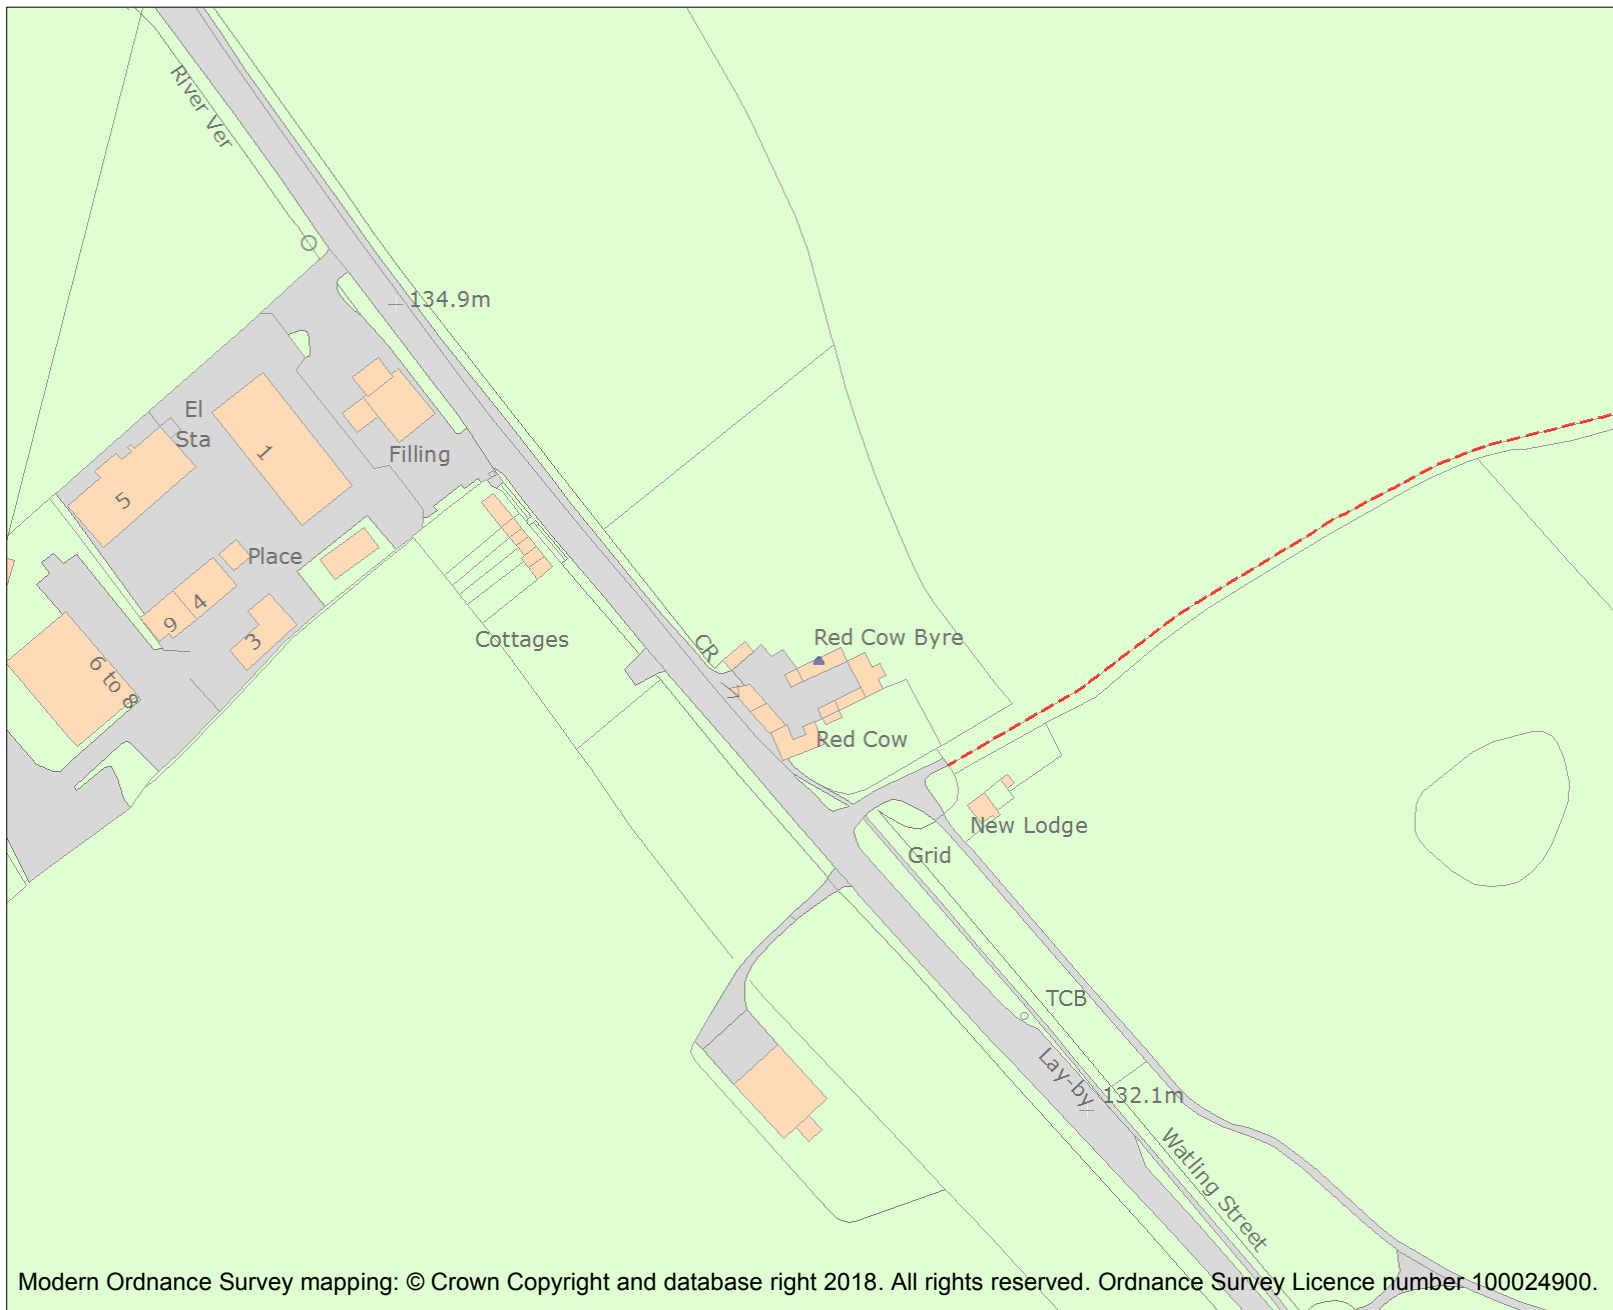 River Ver
134.9m
El
Sta
1
Filling
5
Place
4
9
3
6 to 8
Cottages
CR
Red Cow Byre
Red Cow
New Lodge
Grid
TCB
Lay-by
132.1m
Watling Street
Modern Ordnance Survey mapping: © Crown Copyright and database right 2018. All rights reserved. Ordnance Survey Licence number 100024900.